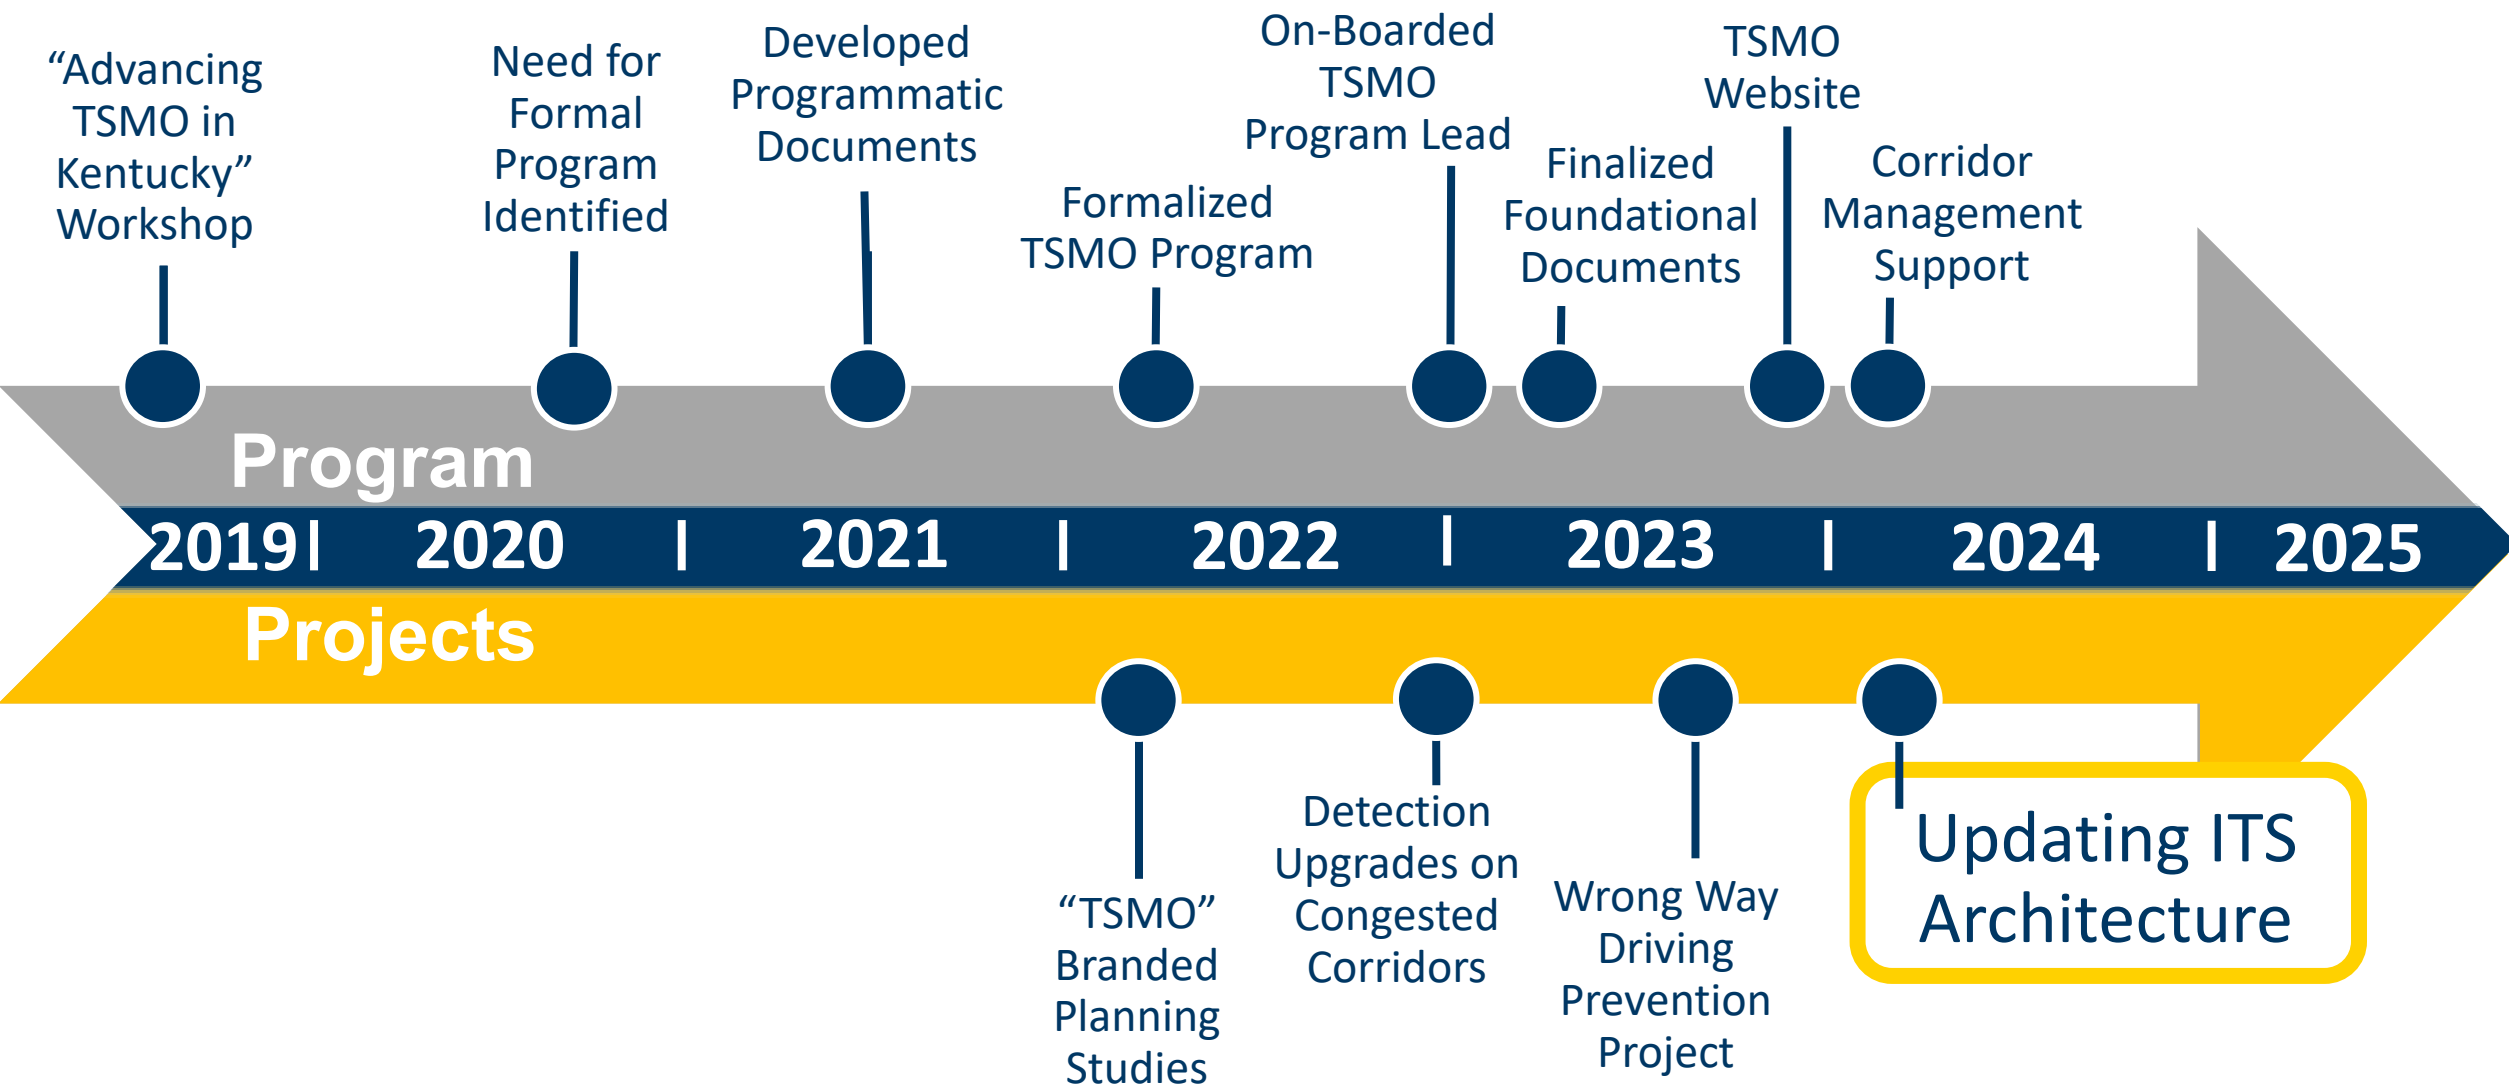 “Advancing
TSMO in
Kentucky”
Workshop
Need for
Formal
Program
Identified
Developed
Programmatic
Documents
Formalized
TSMO Program
On-Boarded
TSMO
Program Lead
Finalized
Foundational
Documents
TSMO
Website
Corridor
Management
Support
Program
2019 | 2020 | 2021 | 2022 | 2023 | 2024 | 2025
Projects
“TSMO”
Branded
Planning
Studies
Detection
Upgrades on
Congested
Corridors
Wrong Way
Driving
Prevention
Project
Updating ITS
Architecture